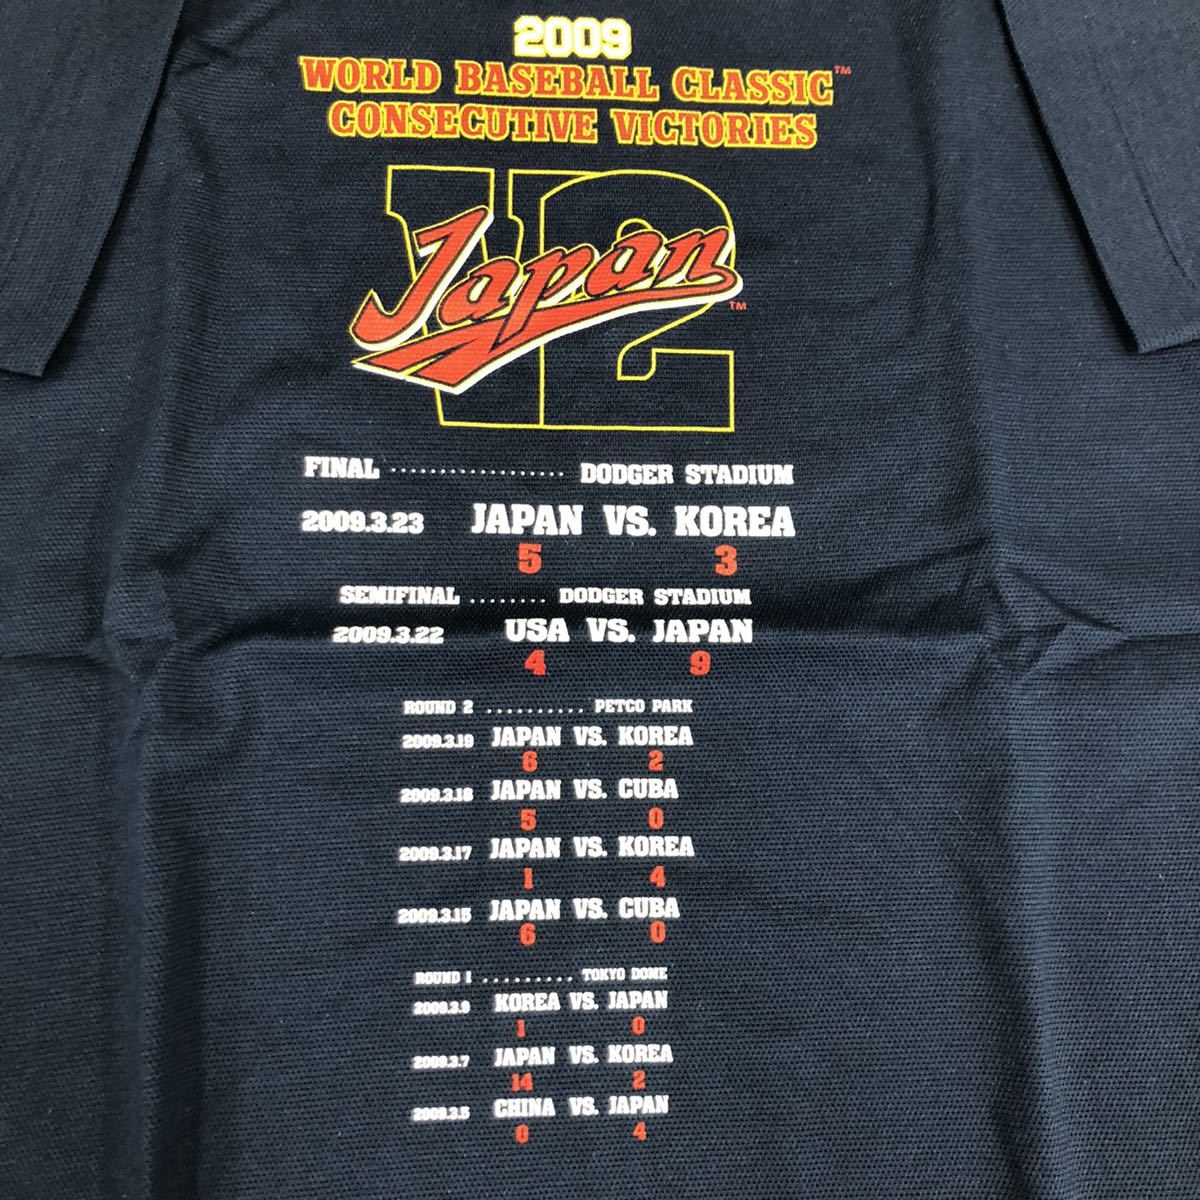 2009
WORLD BASEBALL CLASSIC™
CONSECUTIVE VICTORIES
V2
Japan™
FINAL .................. DODGER STADIUM
2009.3.23 JAPAN VS. KOREA
5 3
SEMIFINAL ........ DODGER STADIUM
2009.3.22 USA VS. JAPAN
4 9
ROUND 2 .......... PETCO PARK
2009.3.19 JAPAN VS. KOREA
6 2
2009.3.18 JAPAN VS. CUBA
5 0
2009.3.17 JAPAN VS. KOREA
1 4
2009.3.15 JAPAN VS. CUBA
6 0
ROUND 1 ......... TOKYO DOME
2009.3.9 KOREA VS. JAPAN
1 0
2009.3.7 JAPAN VS. KOREA
14 2
2009.3.5 CHINA VS. JAPAN
0 4